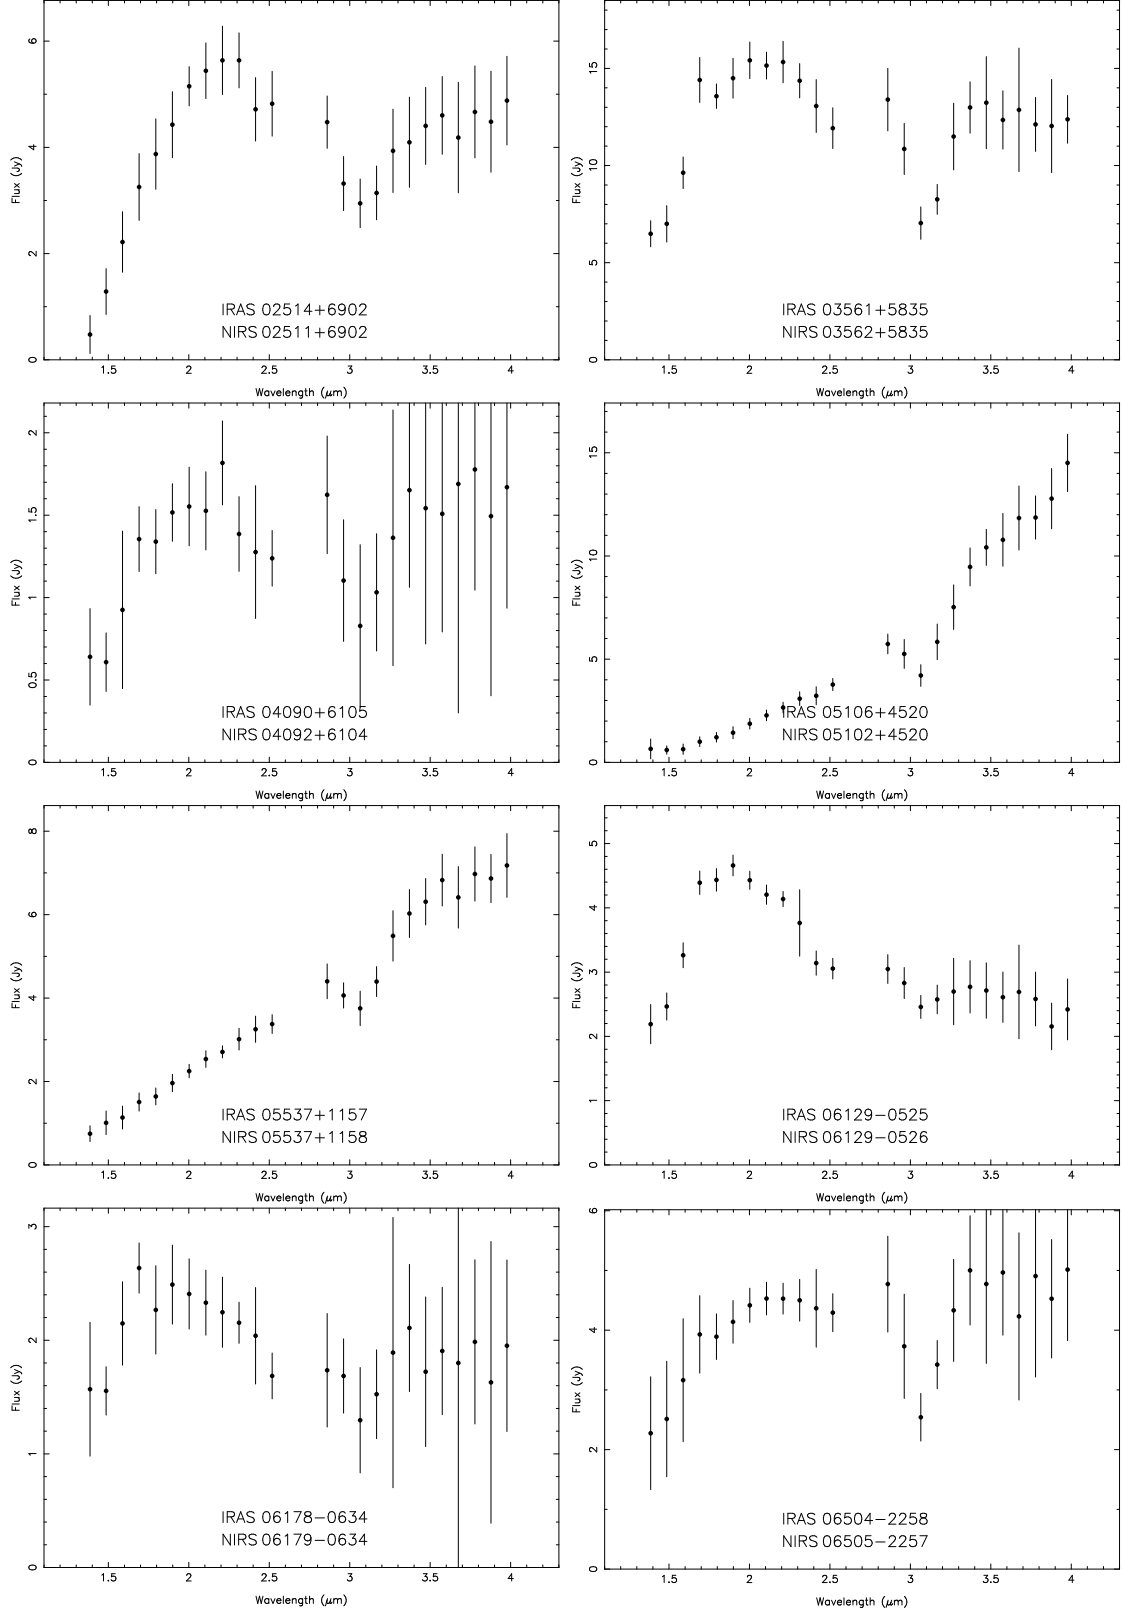 Flux (Jy)
6
4
2
0
IRAS 02514+6902
NIRS 02511+6902
1.5 2 2.5 3 3.5 4
Wavelength (μm)
Flux (Jy)
15
10
5
0
IRAS 03561+5835
NIRS 03562+5835
1.5 2 2.5 3 3.5 4
Wavelength (μm)
Flux (Jy)
2
1.5
1
0.5
0
IRAS 04090+6105
NIRS 04092+6104
1.5 2 2.5 3 3.5 4
Wavelength (μm)
Flux (Jy)
15
10
5
0
IRAS 05106+4520
NIRS 05102+4520
1.5 2 2.5 3 3.5 4
Wavelength (μm)
Flux (Jy)
8
6
4
2
0
IRAS 05537+1157
NIRS 05537+1158
1.5 2 2.5 3 3.5 4
Wavelength (μm)
Flux (Jy)
5
4
3
2
1
0
IRAS 06129−0525
NIRS 06129−0526
1.5 2 2.5 3 3.5 4
Wavelength (μm)
Flux (Jy)
3
2
1
0
IRAS 06178−0634
NIRS 06179−0634
1.5 2 2.5 3 3.5 4
Wavelength (μm)
Flux (Jy)
6
4
2
0
IRAS 06504−2258
NIRS 06505−2257
1.5 2 2.5 3 3.5 4
Wavelength (μm)